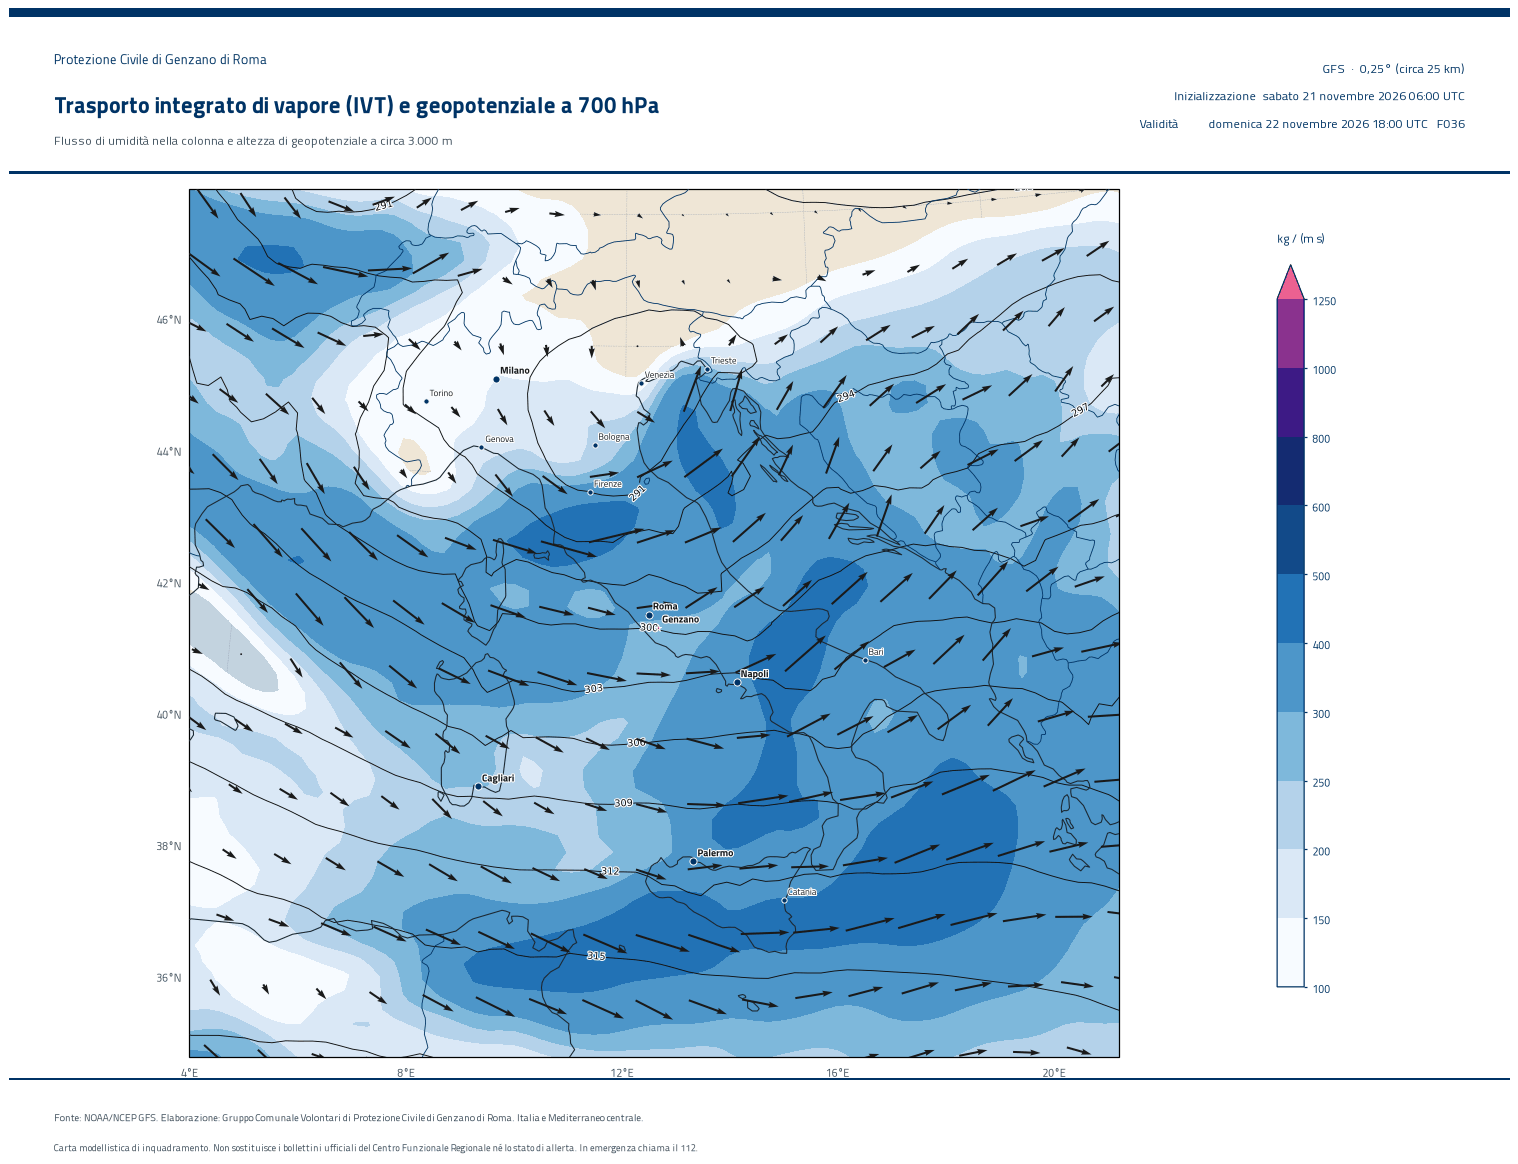 Protezione Civile di Genzano di Roma
Trasporto integrato di vapore (IVT) e geopotenziale a 700 hPa
Flusso di umidità nella colonna e altezza di geopotenziale a circa 3.000 m
GFS · 0,25° (circa 25 km)
Inizializzazione sabato 21 novembre 2026 06:00 UTC
Validità domenica 22 novembre 2026 18:00 UTC F036
291
kg / (m s)
1250
46°N
Trieste
Milano
Venezia
1000
Torino
294
297
Bologna
Genova
800
44°N
Firenze
291
600
42°N
500
Roma
Genzano
300
400
Bari
Napoli
303
40°N
300
306
Cagliari
250
309
38°N
Palermo
200
312
Catania
150
315
36°N
100
4°E 8°E 12°E 16°E 20°E
Fonte: NOAA/NCEP GFS. Elaborazione: Gruppo Comunale Volontari di Protezione Civile di Genzano di Roma. Italia e Mediterraneo centrale.
Carta modellistica di inquadramento. Non sostituisce i bollettini ufficiali del Centro Funzionale Regionale né lo stato di allerta. In emergenza chiama il 112.